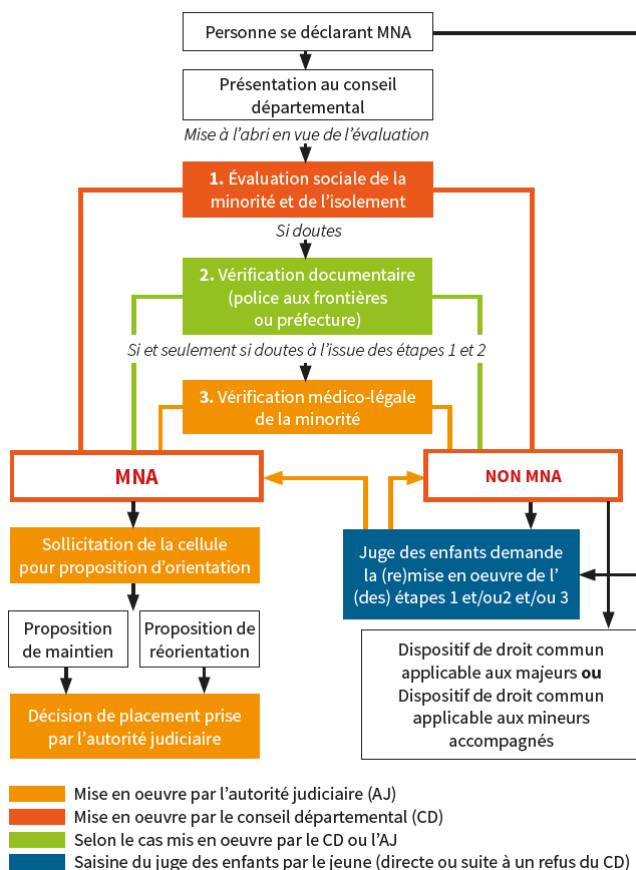 Personne se déclarant MNA
Présentation au conseil
départemental
Mise à l'abri en vue de l'évaluation
1. Évaluation sociale de la
minorité et de l'isolement
Si doutes
2. Vérification documentaire
(police aux frontières
ou préfecture)
Si et seulement si doutes à l'issue des étapes 1 et 2
3. Vérification médico-légale
de la minorité
MNA
NON MNA
Sollicitation de la cellule
pour proposition d'orientation
Juge des enfants demande
la (re)mise en oeuvre de l'
(des) étapes 1 et/ou2 et/ou 3
Proposition
de maintien
Proposition de
réorientation
Dispositif de droit commun
applicable aux majeurs ou
Dispositif de droit commun
applicable aux mineurs
accompagnés
Décision de placement prise
par l'autorité judiciaire
Mise en oeuvre par l'autorité judiciaire (AJ)
Mise en oeuvre par le conseil départemental (CD)
Selon le cas mis en oeuvre par le CD ou l'AJ
Saisine du juge des enfants par le jeune (directe ou suite à un refus du CD)